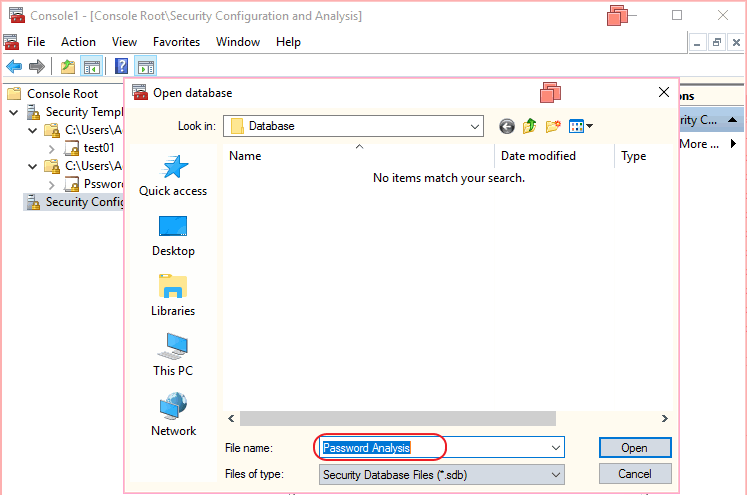 Console1 - [Console Root\Security Configuration and Analysis]
File Action View Favorites Window Help
Console Root
Security Templ
C:\Users\A
test01
C:\Users\A
Pssword
Security Config
Open database
Look in: Database
Name Date modified Type
No items match your search.
Quick access
Desktop
Libraries
This PC
Network
File name: Password Analysis Open
Files of type: Security Database Files (*.sdb) Cancel
ons
rity C...
More ...